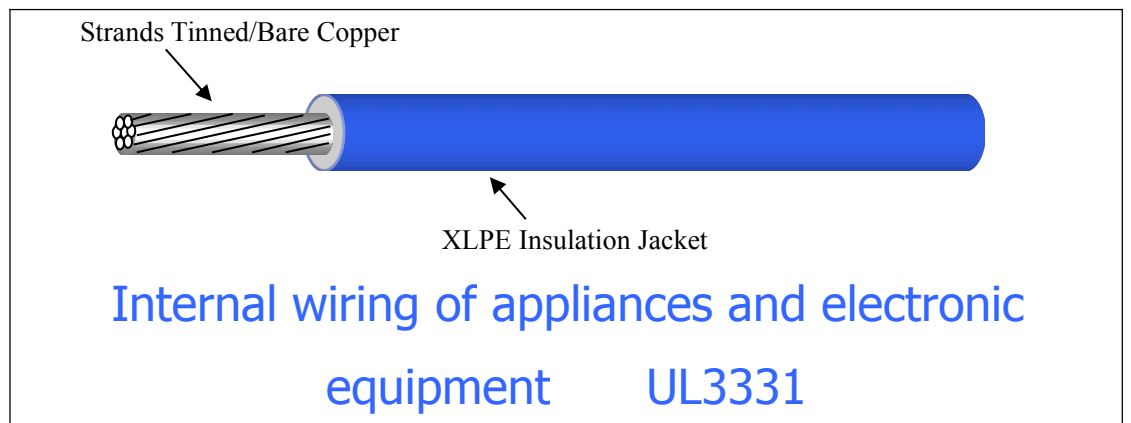 Strands Tinned/Bare Copper
XLPE Insulation Jacket
Internal wiring of appliances and electronic
equipment UL3331